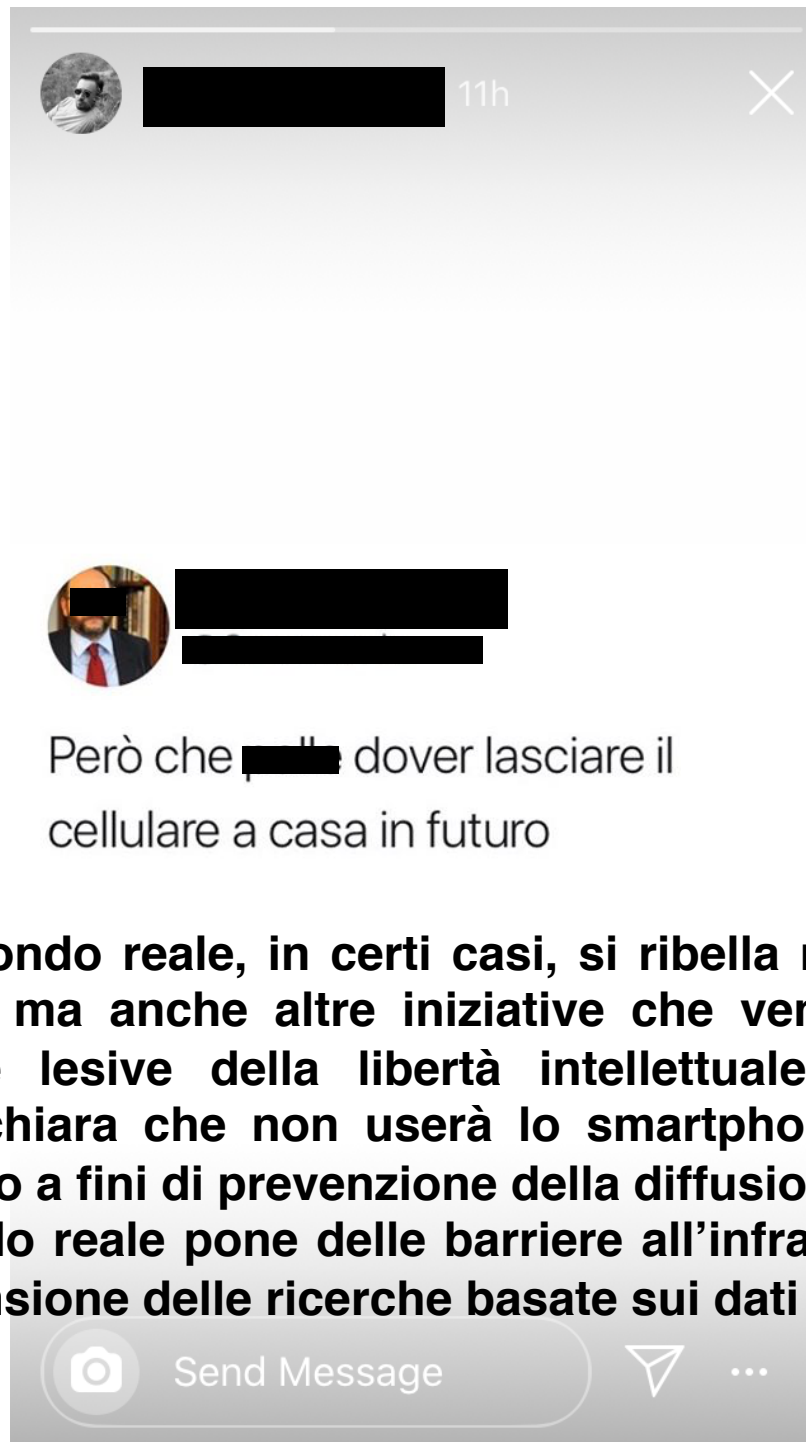 11h
Però che dover lasciare il
cellulare a casa in futuro
ondo reale, in certi casi, si ribella
ma anche altre iniziative che ver
lesive della libertà intellettuale
chiara che non userà lo smartpho
o a fini di prevenzione della diffusio
lo reale pone delle barriere all’infra
sione delle ricerche basate sui dati
Send Message